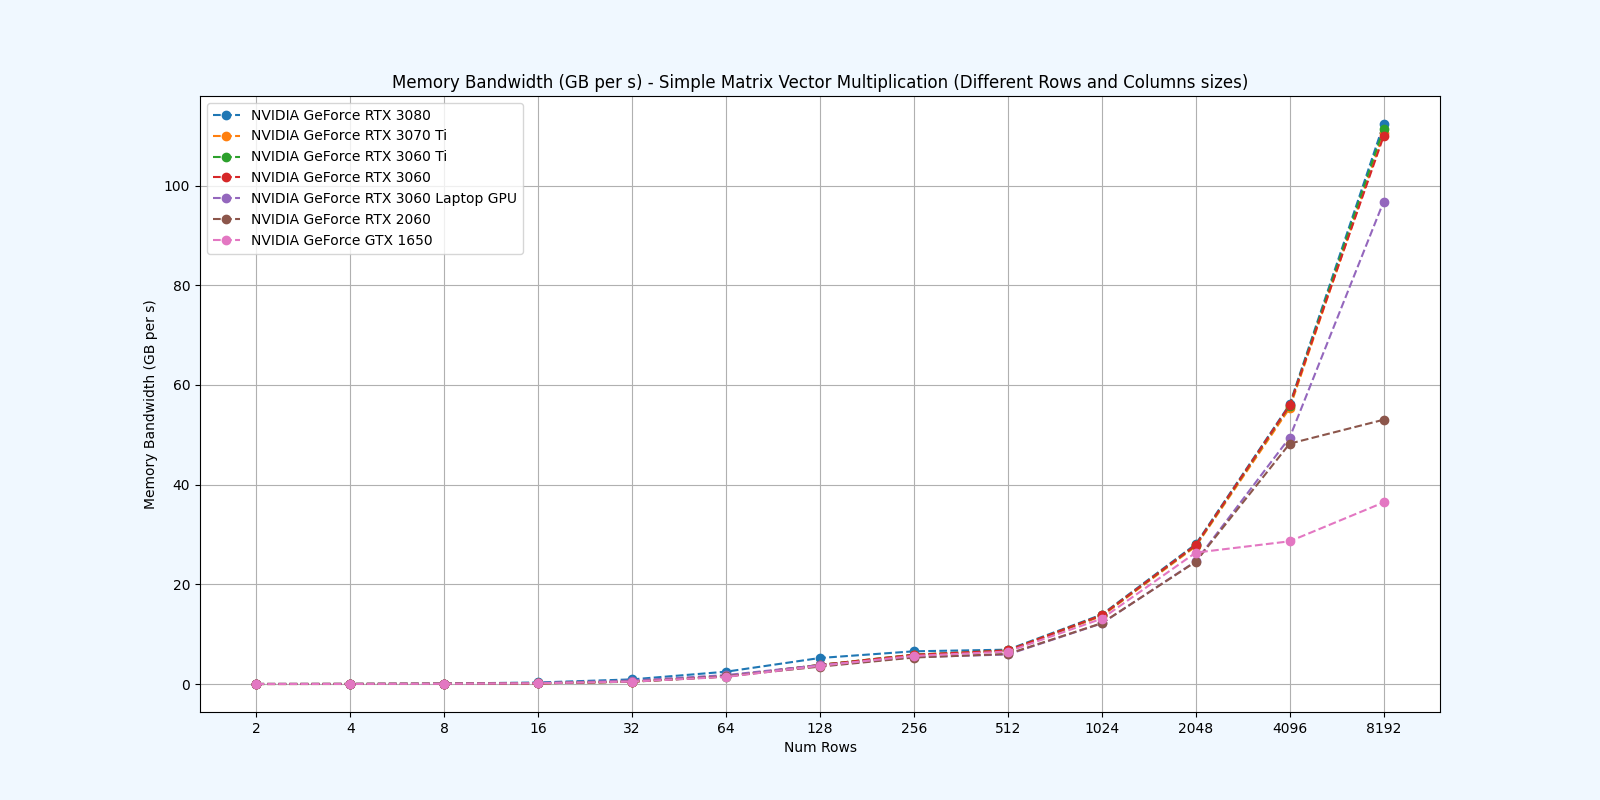 Memory Bandwidth (GB per s) - Simple Matrix Vector Multiplication (Different Rows and Columns sizes)
NVIDIA GeForce RTX 3080
NVIDIA GeForce RTX 3070 Ti
NVIDIA GeForce RTX 3060 Ti
NVIDIA GeForce RTX 3060
NVIDIA GeForce RTX 3060 Laptop GPU
NVIDIA GeForce RTX 2060
NVIDIA GeForce GTX 1650
Memory Bandwidth (GB per s)
100
80
60
40
20
0
2 4 8 16 32 64 128 256 512 1024 2048 4096 8192
Num Rows